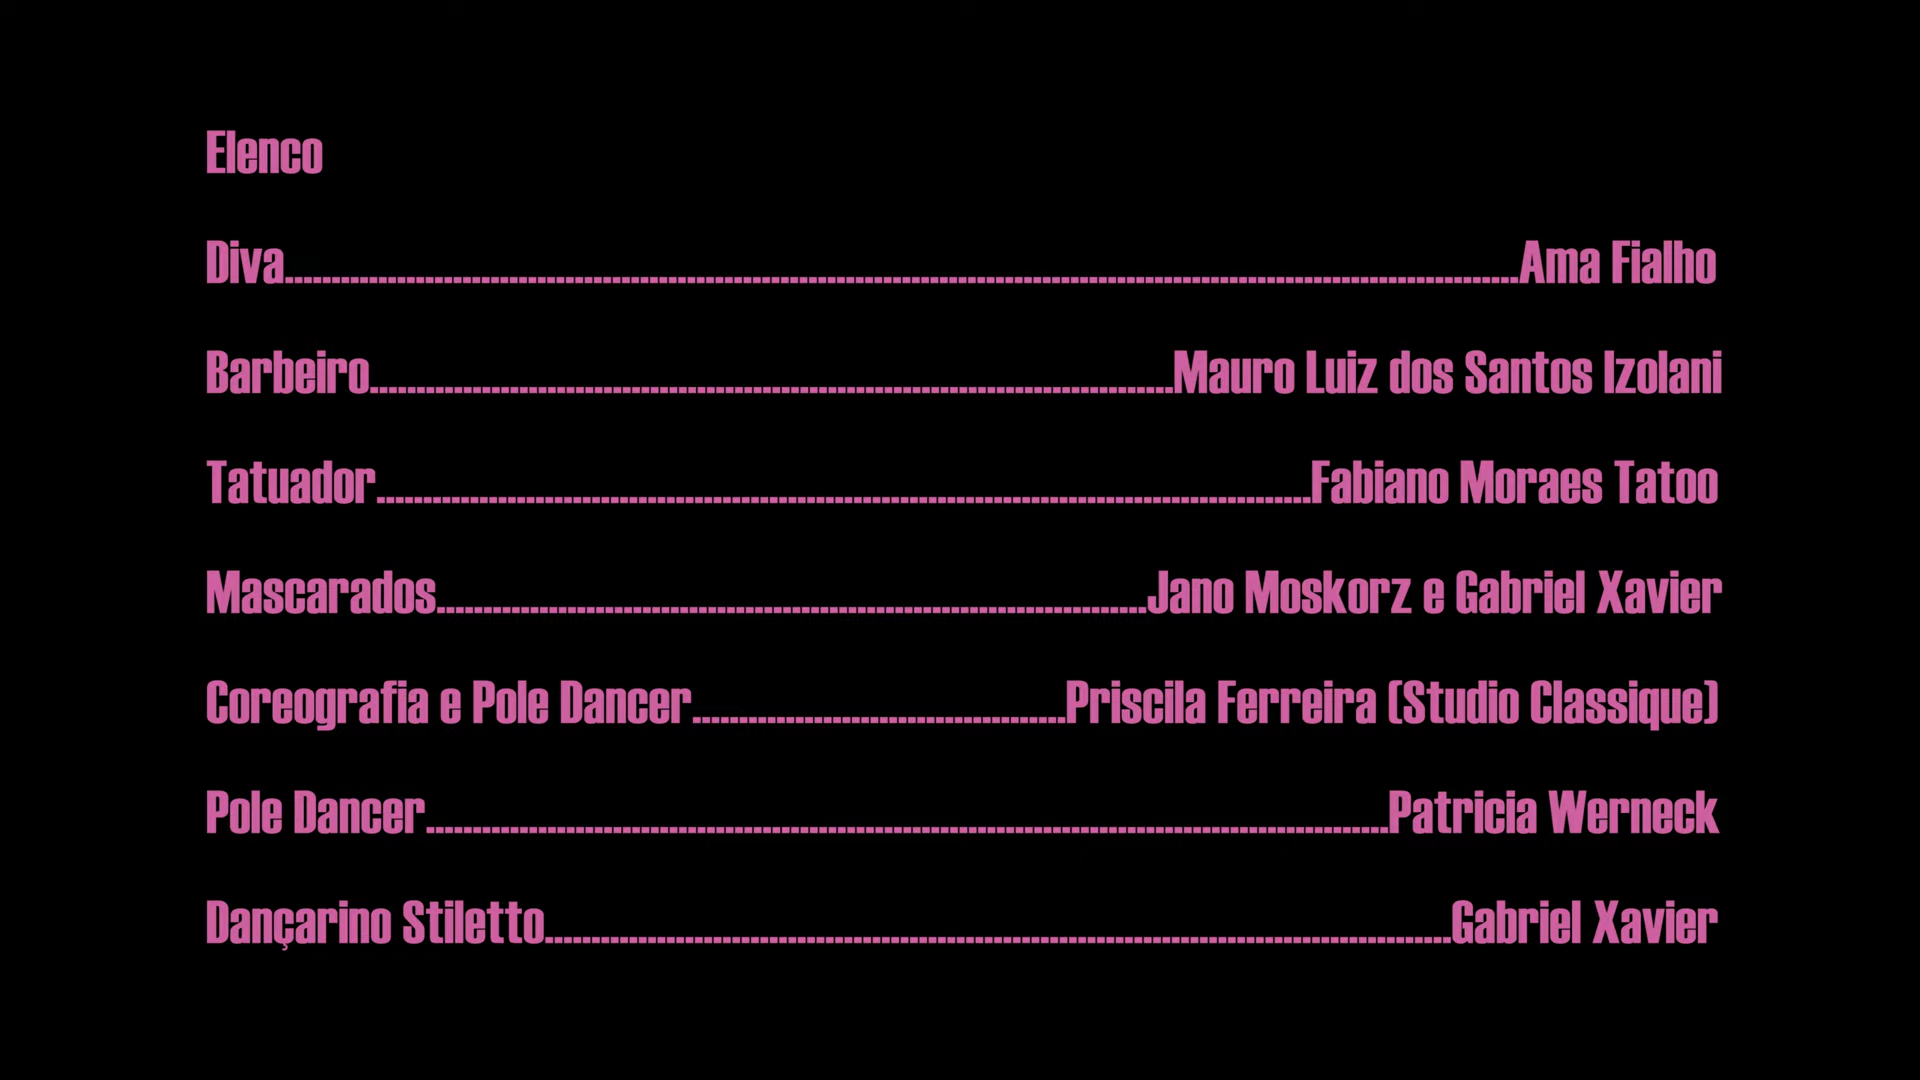 Elenco
Diva........................................................................................................................................Ama Fialho
Barbeiro........................................................................................Mauro Luiz dos Santos Izolani
Tatuador......................................................................................................Fabiano Moraes Tatoo
Mascarados..............................................................................Jano Moskorz e Gabriel Xavier
Coreografia e Pole Dancer.........................................Priscila Ferreira (Studio Classique)
Pole Dancer..........................................................................................................Patricia Werneck
Dançarino Stiletto...................................................................................................Gabriel Xavier